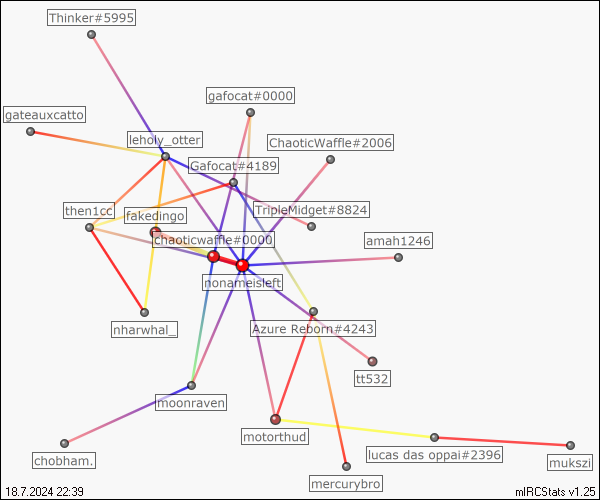 Thinker#5995
gafocat#0000
gateauxcatto
leholy_otter
ChaoticWaffle#2006
Gafocat#4189
then1cc
fakedingo
TripleMidget#8824
chaoticwaffle#0000
amah1246
nonameisleft
nharwhal_
Azure Reborn#4243
tt532
moonraven
motorthud
chobham.
lucas das oppai#2396
mukszi
mercurybro
18.7.2024 22:39
mIRCStats v1.25